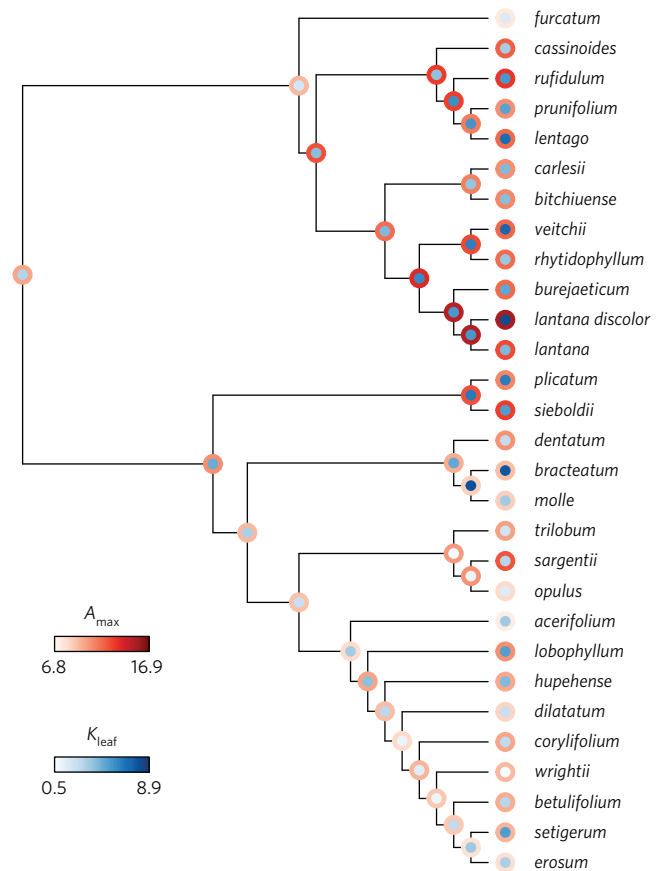 furcatum
cassinoides
rufidulum
prunifolium
lentago
carlesii
bitchiuense
veitchii
rhytidophyllum
burejaeticum
lantana discolor
lantana
plicatum
sieboldii
dentatum
bracteatum
molle
trilobum
sargentii
opulus
acerifolium
lobophyllum
hupehense
dilatatum
corylifolium
wrightii
betulifolium
setigerum
erosum
Amax
6.8 16.9
Kleaf
0.5 8.9